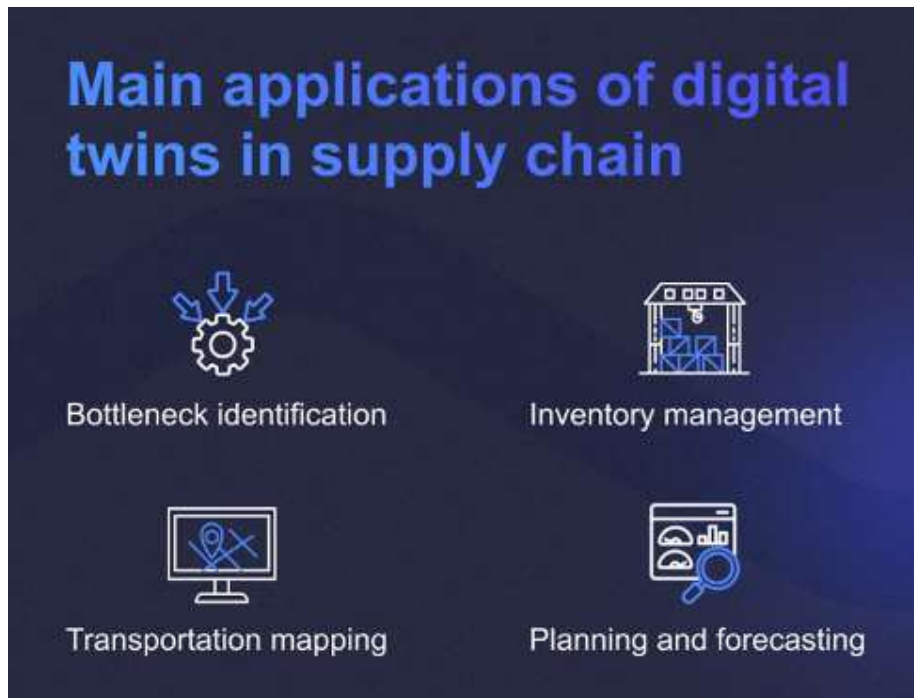 Main applications of digital
twins in supply chain
Bottleneck identification
Inventory management
Transportation mapping
Planning and forecasting